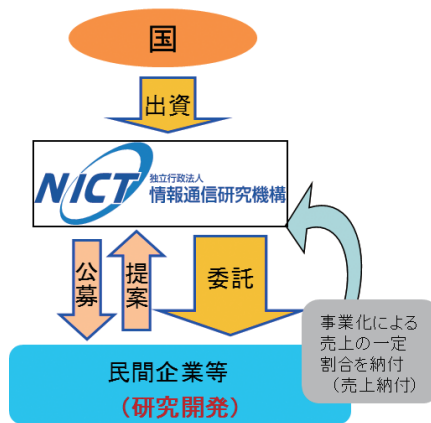 国
出資
NICT
独立行政法人
情報通信研究機構
公募
提案
委託
事業化による
売上の一定
割合を納付
（売上納付）
民間企業等
（研究開発）